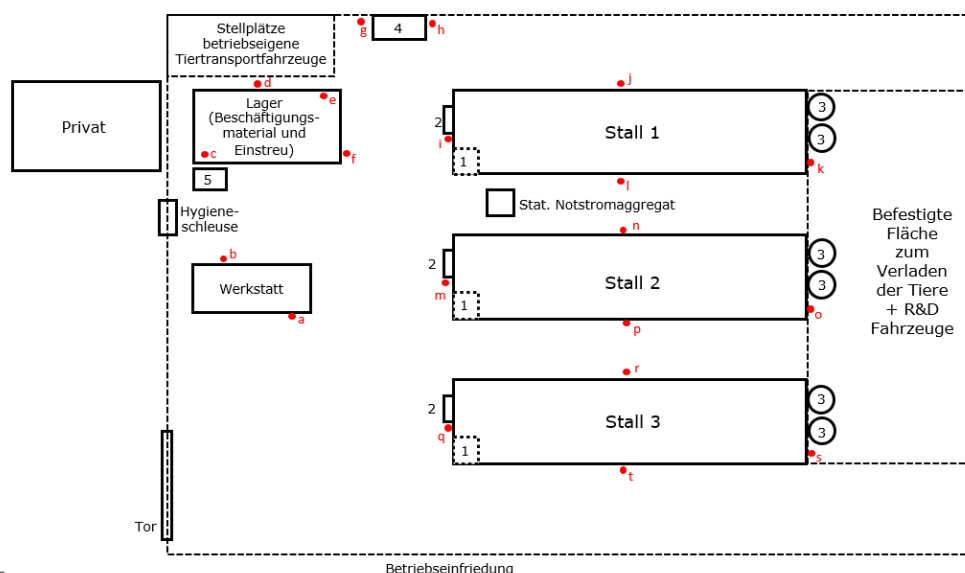 Stellplätze
betriebseigene
Tiertransportfahrzeuge
g
4
h
d
j
Privat
Lager
(Beschäftigungs-
material und
Einstreu)
e
c
f
2
i
1
Stall 1
3
3
k
5
l
Hygiene-
schleuse
Stat. Notstromaggregat
Befestigte
Fläche
zum
Verladen
der Tiere
+ R&D
Fahrzeuge
b
Werkstatt
a
n
2
m
1
Stall 2
3
3
o
p
r
2
q
1
Stall 3
3
3
s
t
Tor
Betriebseinfriedung